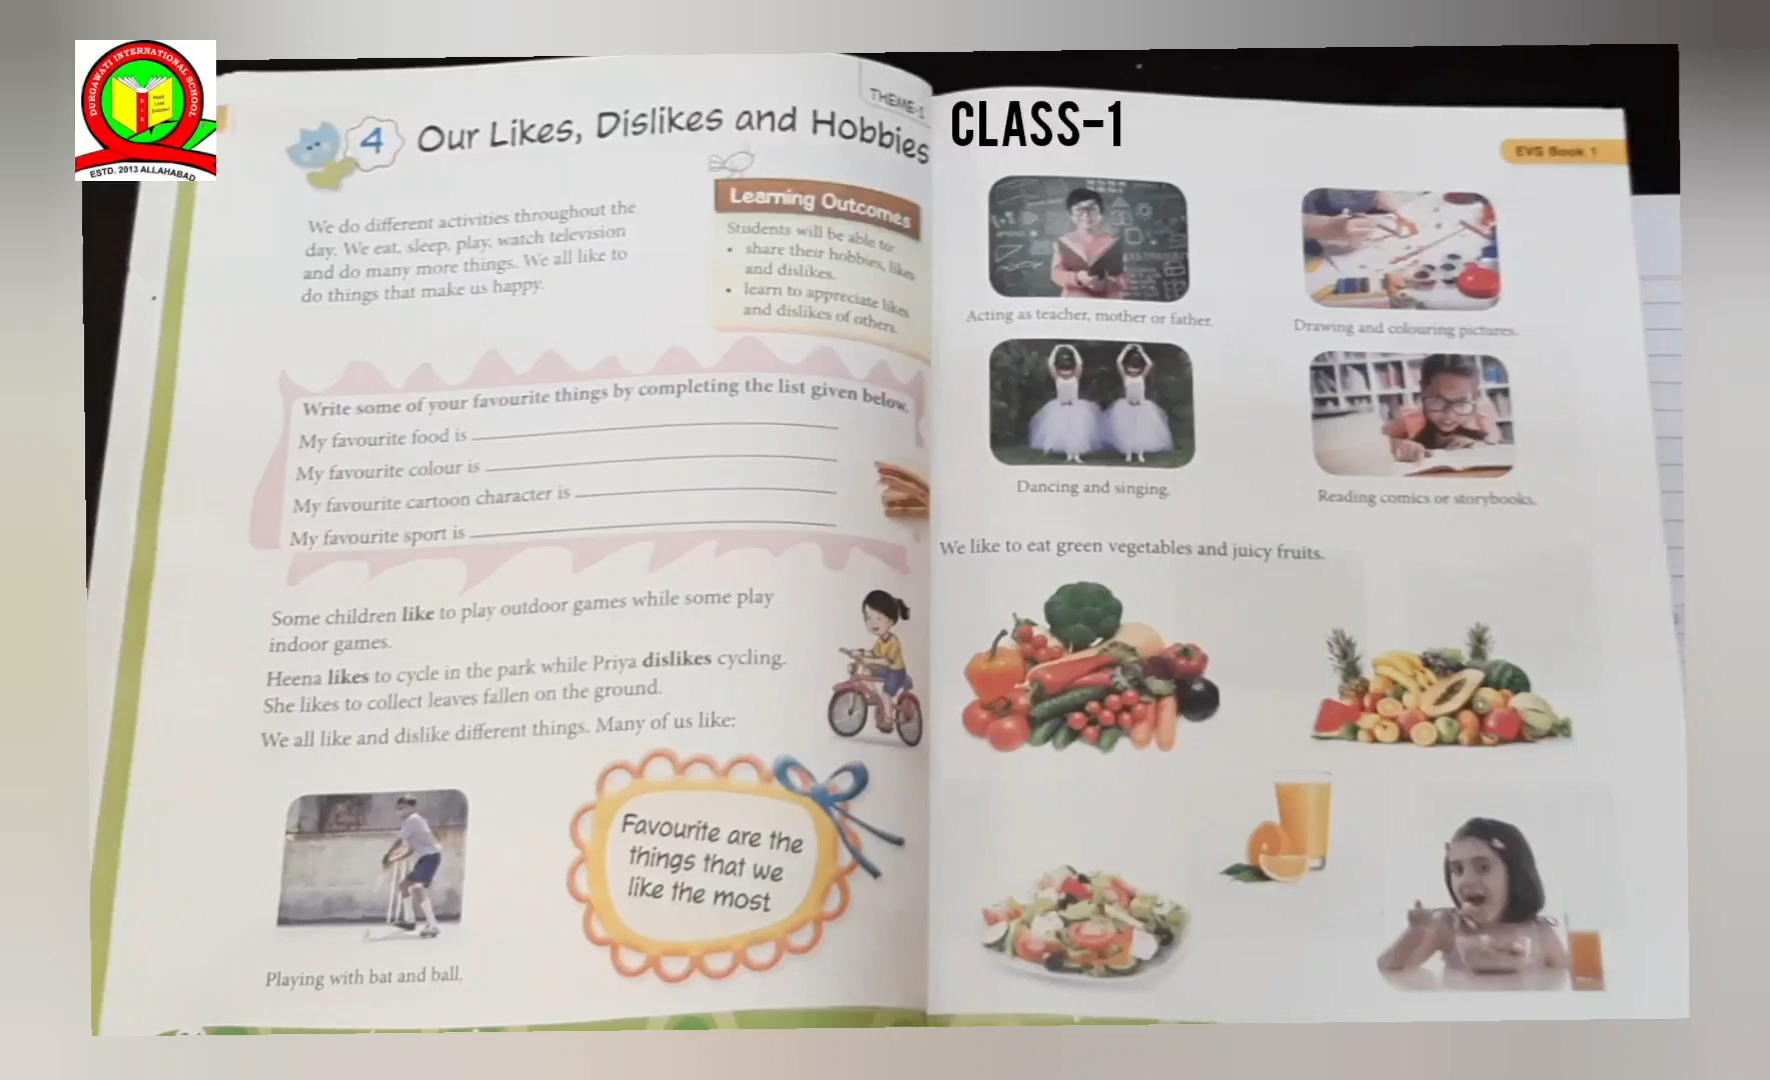 DURGAWATI INTERNATIONAL SCHOOL
ESTD. 2013 ALLAHABAD
THEME-1
4 Our Likes, Dislikes and Hobbies
We do different activities throughout the
day. We eat, sleep, play, watch television
and do many more things. We all like to
do things that make us happy.
Learning Outcomes
Students will be able to:
• share their hobbies, likes
and dislikes.
• learn to appreciate likes
and dislikes of others.
Write some of your favourite things by completing the list given below.
My favourite food is
My favourite colour is
My favourite cartoon character is
My favourite sport is
Some children like to play outdoor games while some play
indoor games.
Heena likes to cycle in the park while Priya dislikes cycling.
She likes to collect leaves fallen on the ground.
We all like and dislike different things. Many of us like:
Favourite are the
things that we
like the most
Playing with bat and ball.
CLASS-1
EVS Book 1
Acting as teacher, mother or father.
Drawing and colouring pictures.
Dancing and singing.
Reading comics or storybooks.
We like to eat green vegetables and juicy fruits.